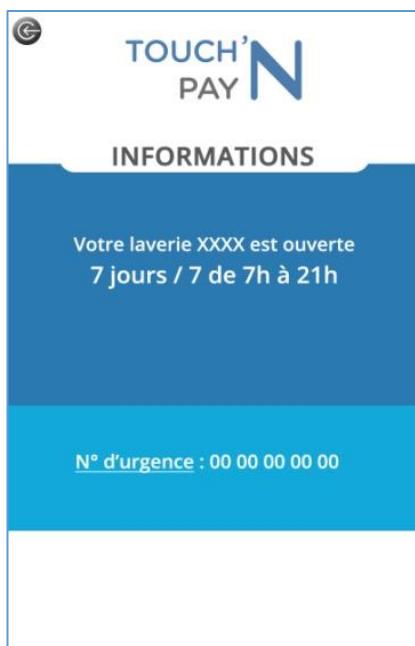 TOUCH'N
PAY
INFORMATIONS
Votre laverie XXXX est ouverte
7 jours / 7 de 7h à 21h
N° d'urgence : 00 00 00 00 00